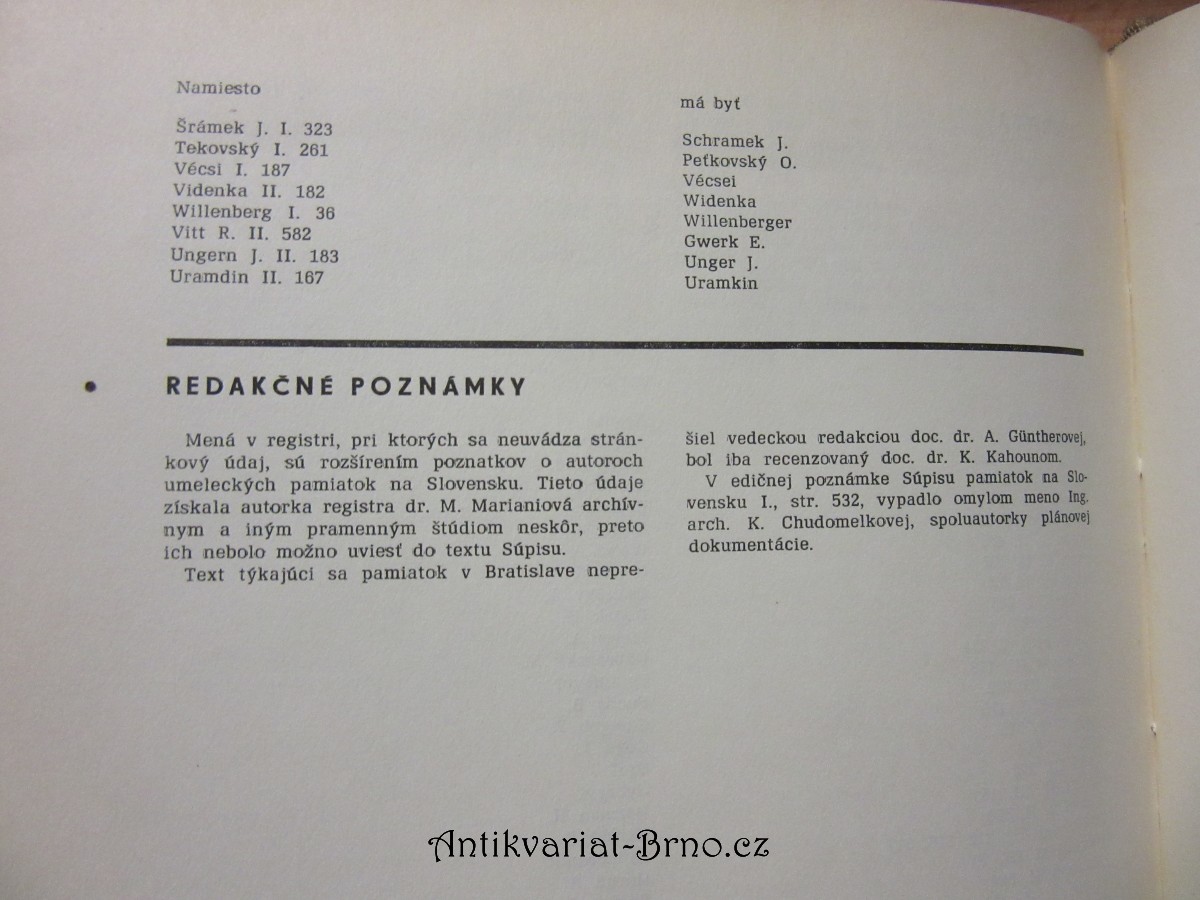 Namiesto
Šrámek J. I. 323
Tekovský I. 261
Vécsi I. 187
Videnka II. 182
Willenberg I. 36
Vitt R. II. 582
Ungern J. II. 183
Uramdin II. 167
má byť
Schramek J.
Peťkovský O.
Vécsei
Widenka
Willenberger
Gwerk E.
Unger J.
Uramkin
• REDAKČNÉ POZNÁMKY
Mená v registri, pri ktorých sa neuvádza strán-
kový údaj, sú rozšírením poznatkov o autoroch
umeleckých pamiatok na Slovensku. Tieto údaje
získala autorka registra dr. M. Marianiová archív-
nym a iným pramenným štúdiom neskôr, preto
ich nebolo možno uviesť do textu Súpisu.
Text týkajúci sa pamiatok v Bratislave nepre-
šiel vedeckou redakciou doc. dr. A. Güntherovej,
bol iba recenzovaný doc. dr. K. Kahounom.
V edičnej poznámke Súpisu pamiatok na Slo-
vensku I., str. 532, vypadlo omylom meno Ing.
arch. K. Chudomelkovej, spoluautorky plánovej
dokumentácie.
Antikvariat-Brno.cz